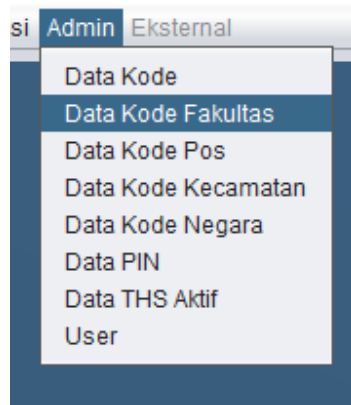 si Admin Eksternal
Data Kode
Data Kode Fakultas
Data Kode Pos
Data Kode Kecamatan
Data Kode Negara
Data PIN
Data THS Aktif
User